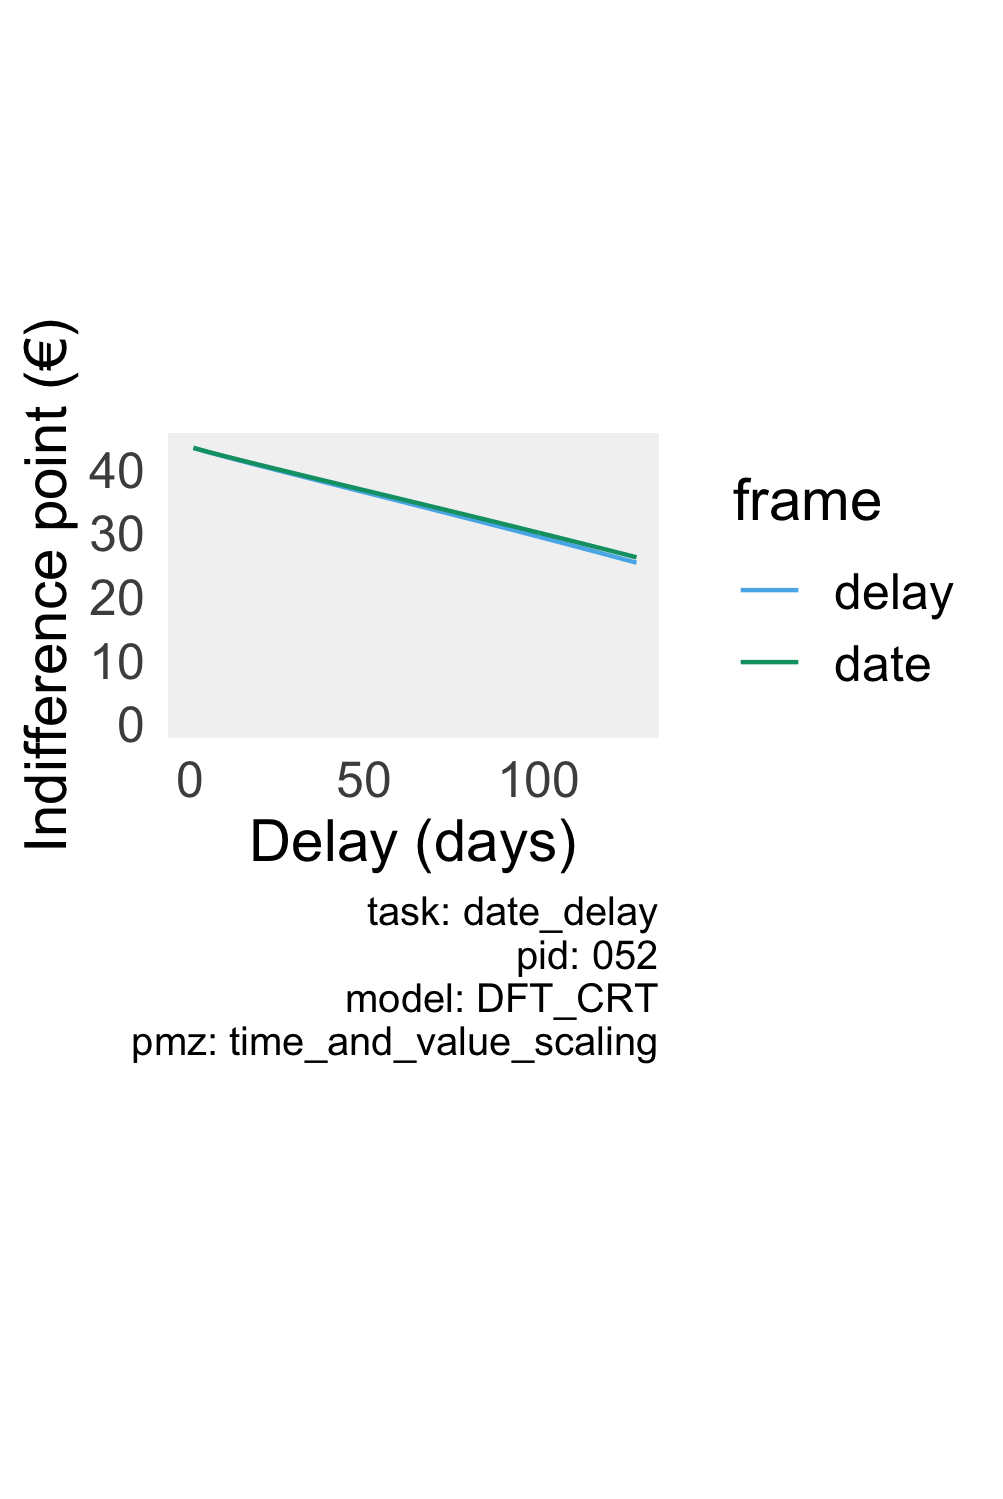 Indifference point (€)
40
30
20
10
0
0 50 100
Delay (days)
frame
delay
date
task: date_delay
pid: 052
model: DFT_CRT
pmz: time_and_value_scaling